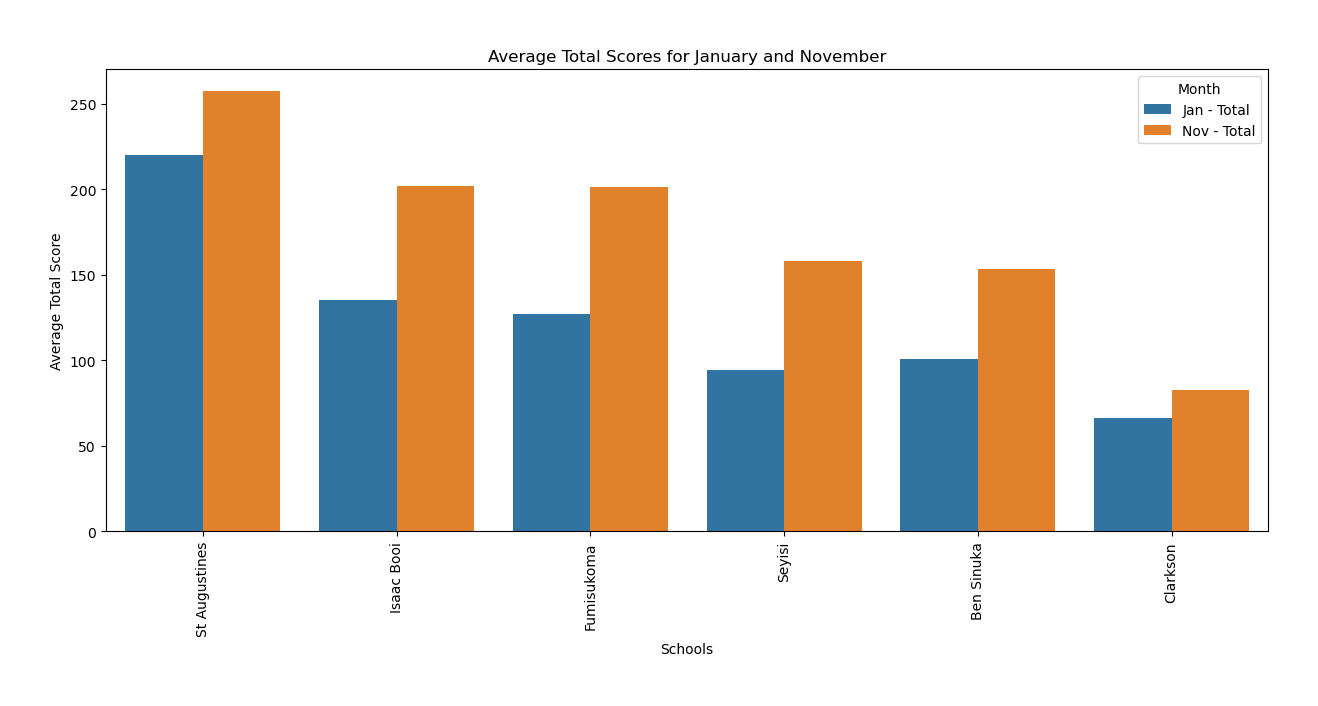 Average Total Scores for January and November
Month
Jan - Total
Nov - Total
Average Total Score
250
200
150
100
50
0
St Augustines
Isaac Booi
Fumisukoma
Seyisi
Ben Sinuka
Clarkson
Schools